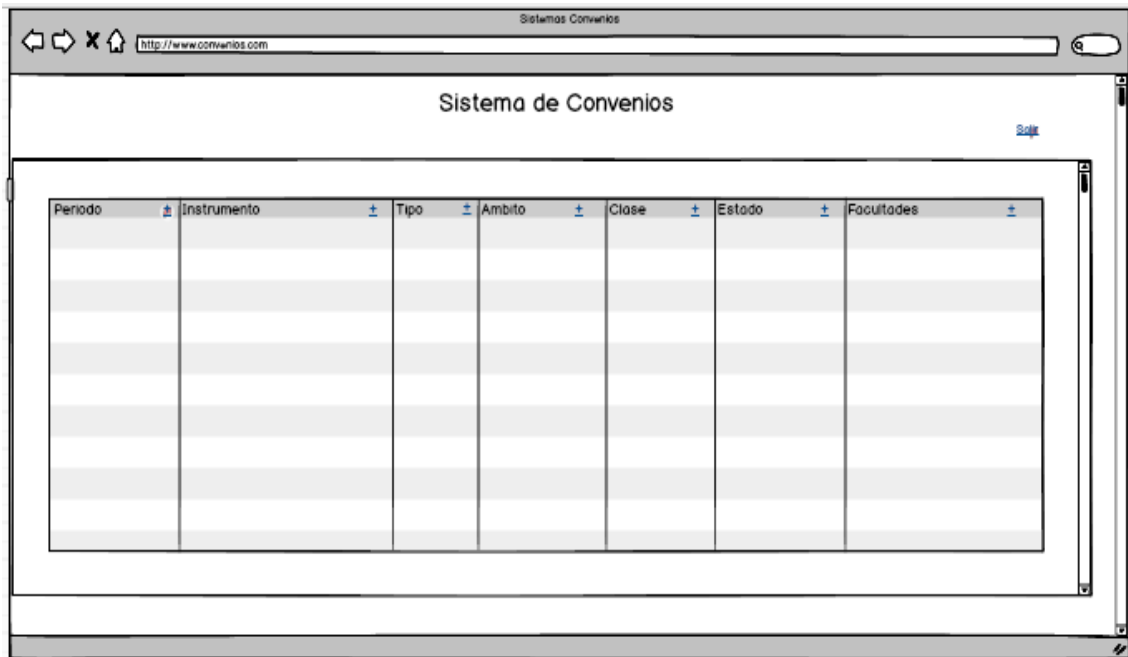 Sistemas Convenios
http://www.convenios.com
Sistema de Convenios
Salir
Periodo + Instrumento + Tipo + Ambito + Clase + Estado + Facultades +